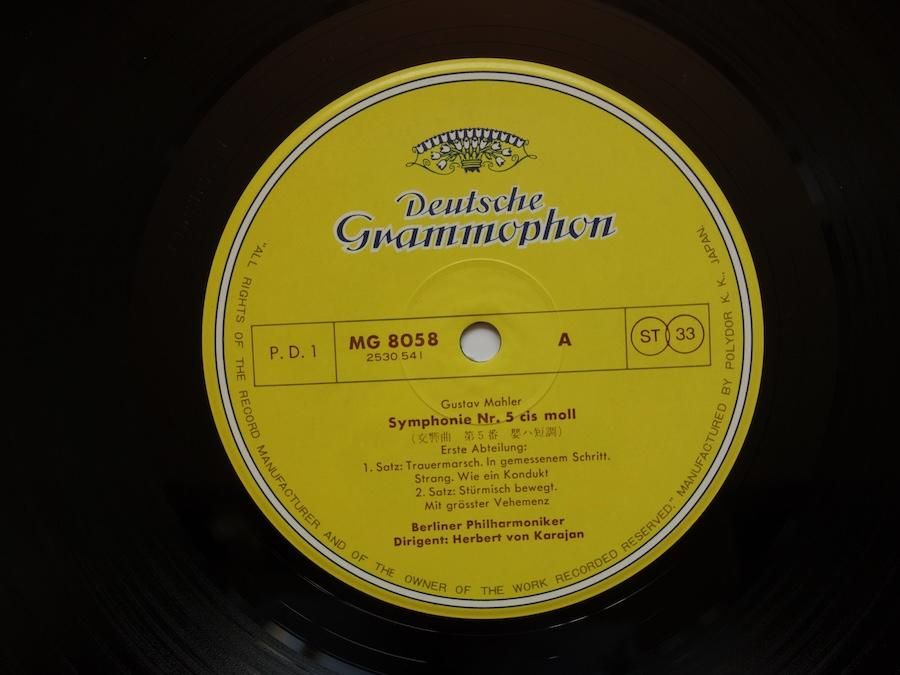 Deutsche
Grammophon
P. D. 1
MG 8058
2530 541
A
ST 33
Gustav Mahler
Symphonie Nr. 5 cis moll
(交響曲 第5番 嬰ハ短調)
Erste Abteilung:
1. Satz: Trauermarsch. In gemessenem Schritt.
Strang. Wie ein Kondukt
2. Satz: Stürmisch bewegt.
Mit grösster Vehemenz
Berliner Philharmoniker
Dirigent: Herbert von Karajan
"ALL RIGHTS OF THE RECORD MANUFACTURER AND OF THE OWNER OF THE WORK RECORDED RESERVED." MANUFACTURED BY POLYDOR K. K., JAPAN.